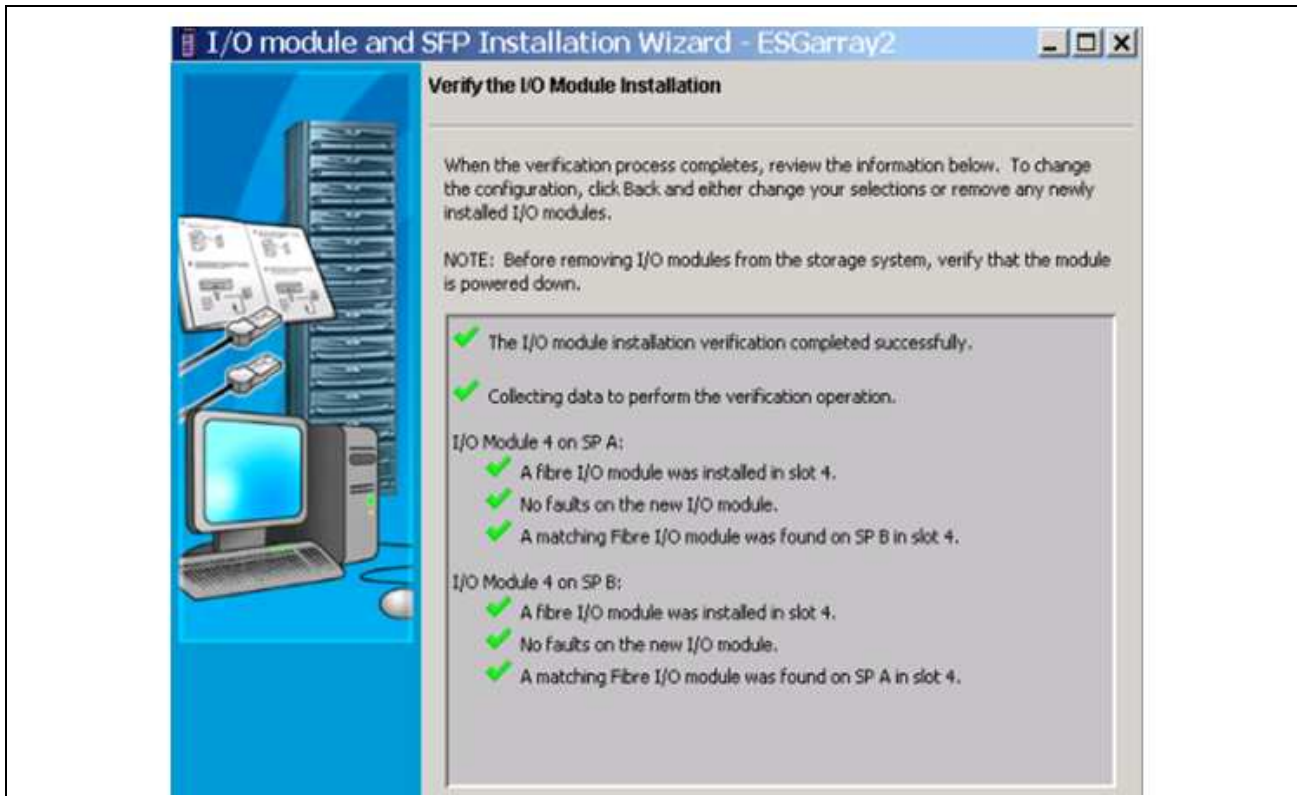 I/O module and SFP Installation Wizard - ESGarray2
Verify the I/O Module Installation
When the verification process completes, review the information below. To change
the configuration, click Back and either change your selections or remove any newly
installed I/O modules.
NOTE: Before removing I/O modules from the storage system, verify that the module
is powered down.
The I/O module installation verification completed successfully.
Collecting data to perform the verification operation.
I/O Module 4 on SP A:
A fibre I/O module was installed in slot 4.
No faults on the new I/O module.
A matching Fibre I/O module was found on SP B in slot 4.
I/O Module 4 on SP B:
A fibre I/O module was installed in slot 4.
No faults on the new I/O module.
A matching Fibre I/O module was found on SP A in slot 4.